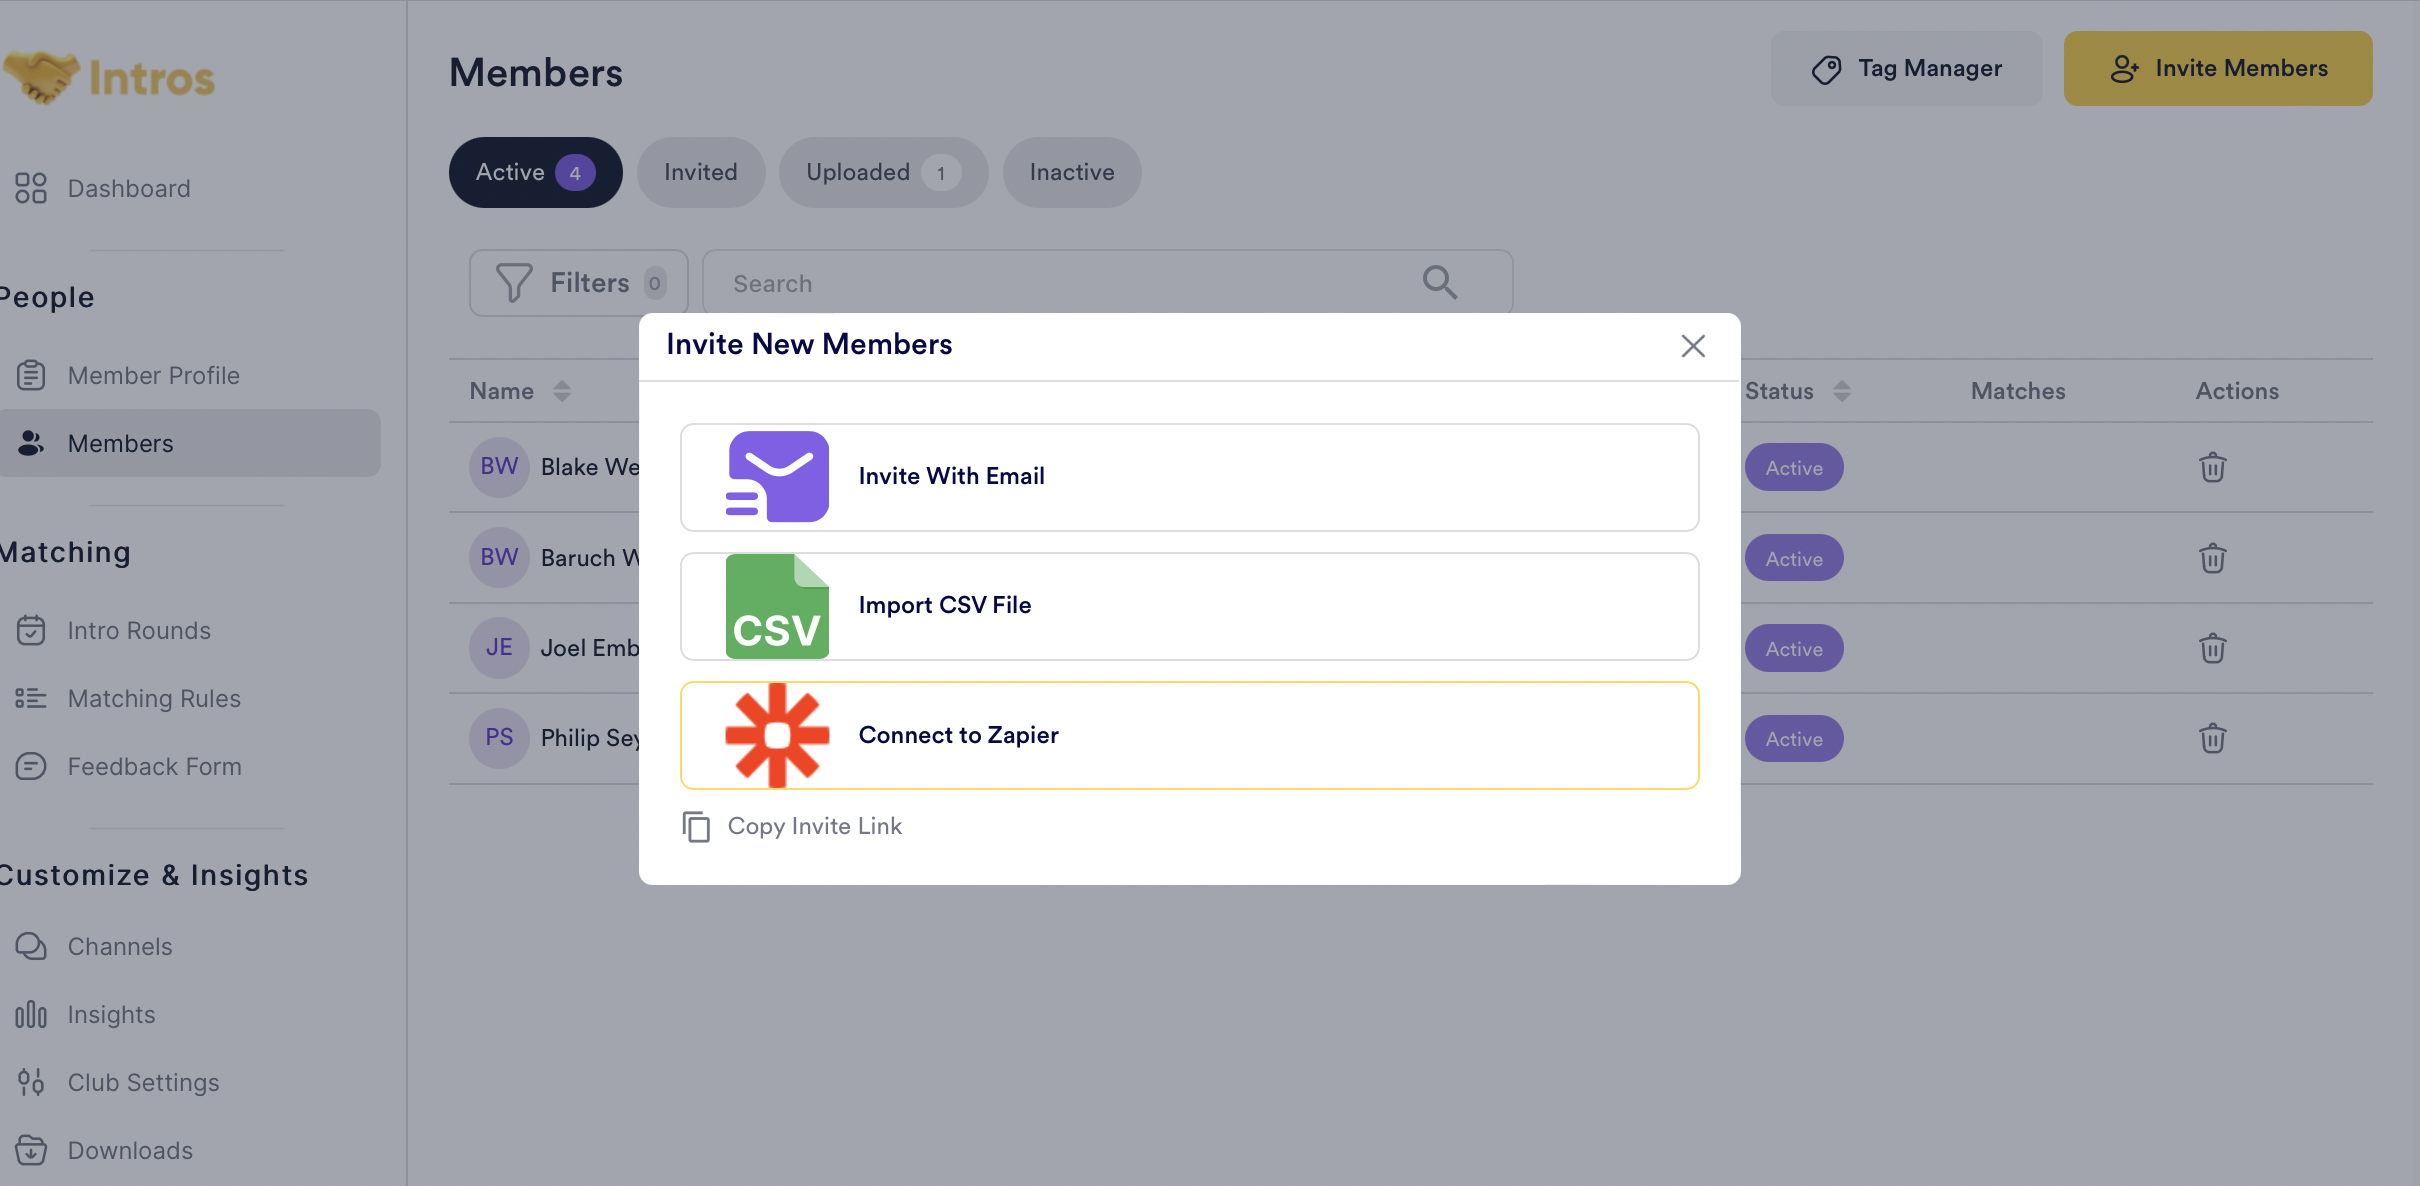 Intros
Dashboard
People
Member Profile
Members
Matching
Intro Rounds
Matching Rules
Feedback Form
Customize & Insights
Channels
Insights
Club Settings
Downloads
Members
Tag Manager
Invite Members
Active 4
Invited
Uploaded 1
Inactive
Filters 0
Search
Name
Status
Matches
Actions
BW Blake We
Active
BW Baruch W
Active
JE Joel Emb
Active
PS Philip Sey
Active
Invite New Members
Invite With Email
CSV
Import CSV File
Connect to Zapier
Copy Invite Link